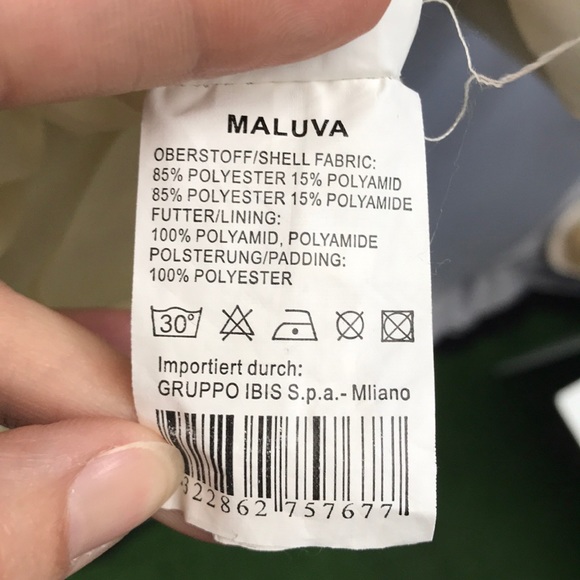 MALUVA
OBERSTOFF/SHELL FABRIC:
85% POLYESTER 15% POLYAMID
85% POLYESTER 15% POLYAMIDE
FUTTER/LINING:
100% POLYAMID, POLYAMIDE
POLSTERUNG/PADDING:
100% POLYESTER
30°
Importiert durch:
GRUPPO IBIS S.p.a.- MIiano
322862 757677